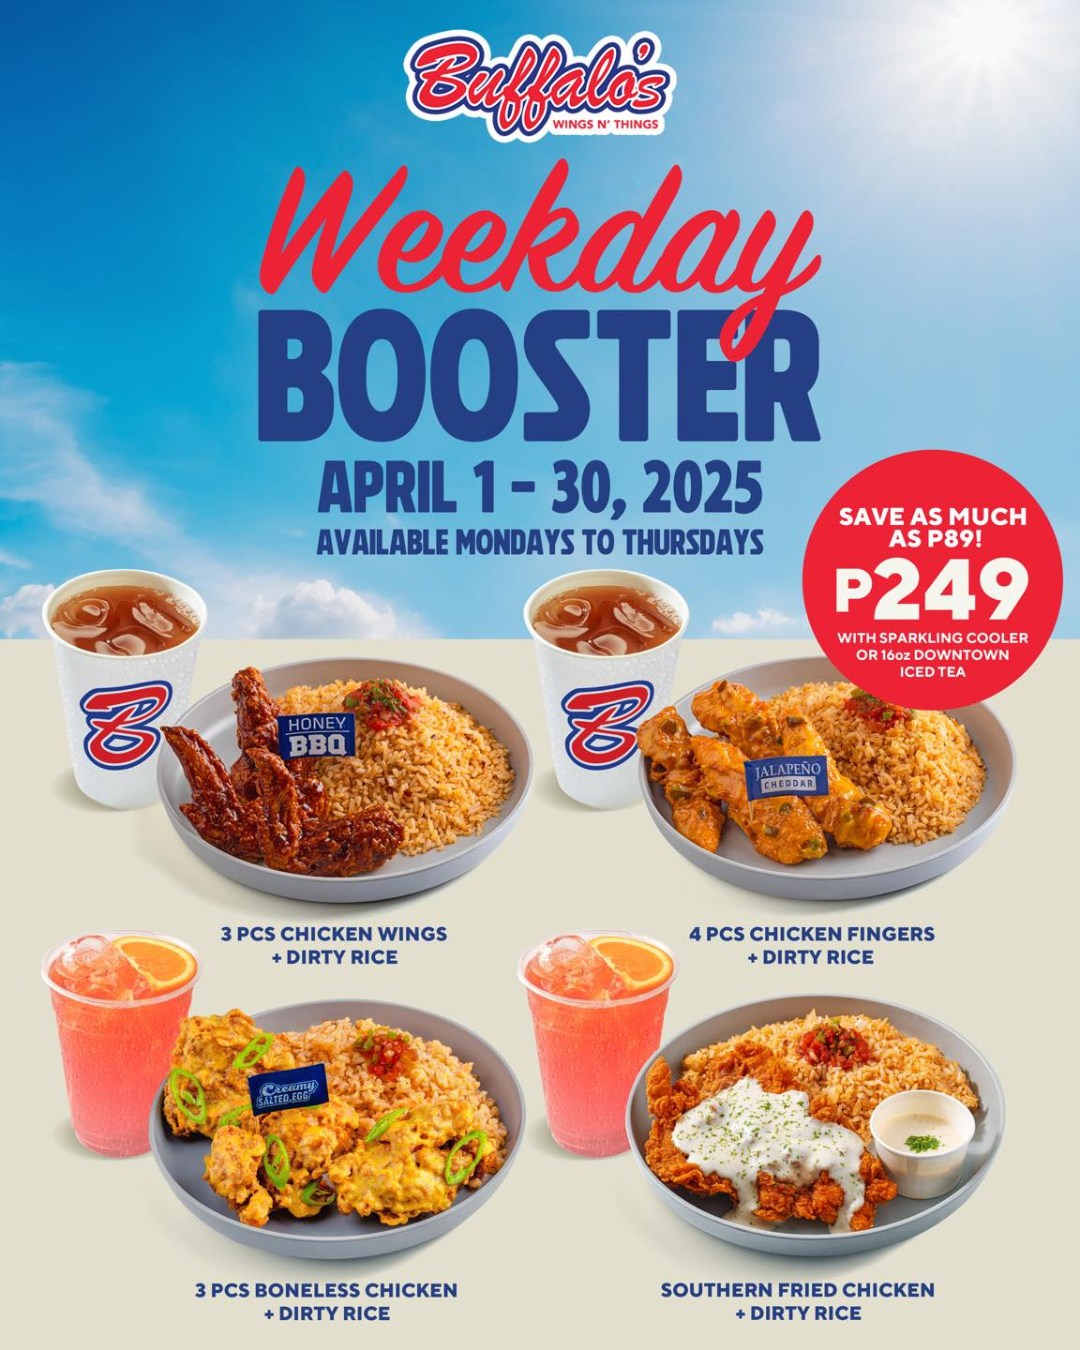 Buffalo's
WINGS N' THINGS
Weekday
BOOSTER
APRIL 1 - 30, 2025
AVAILABLE MONDAYS TO THURSDAYS
SAVE AS MUCH
AS P89!
P249
WITH SPARKLING COOLER
OR 16oz DOWNTOWN
ICED TEA
B
HONEY
BBQ
B
JALAPEÑO
CHEDDAR
3 PCS CHICKEN WINGS
+ DIRTY RICE
4 PCS CHICKEN FINGERS
+ DIRTY RICE
Creamy
SALTED EGG
3 PCS BONELESS CHICKEN
+ DIRTY RICE
SOUTHERN FRIED CHICKEN
+ DIRTY RICE